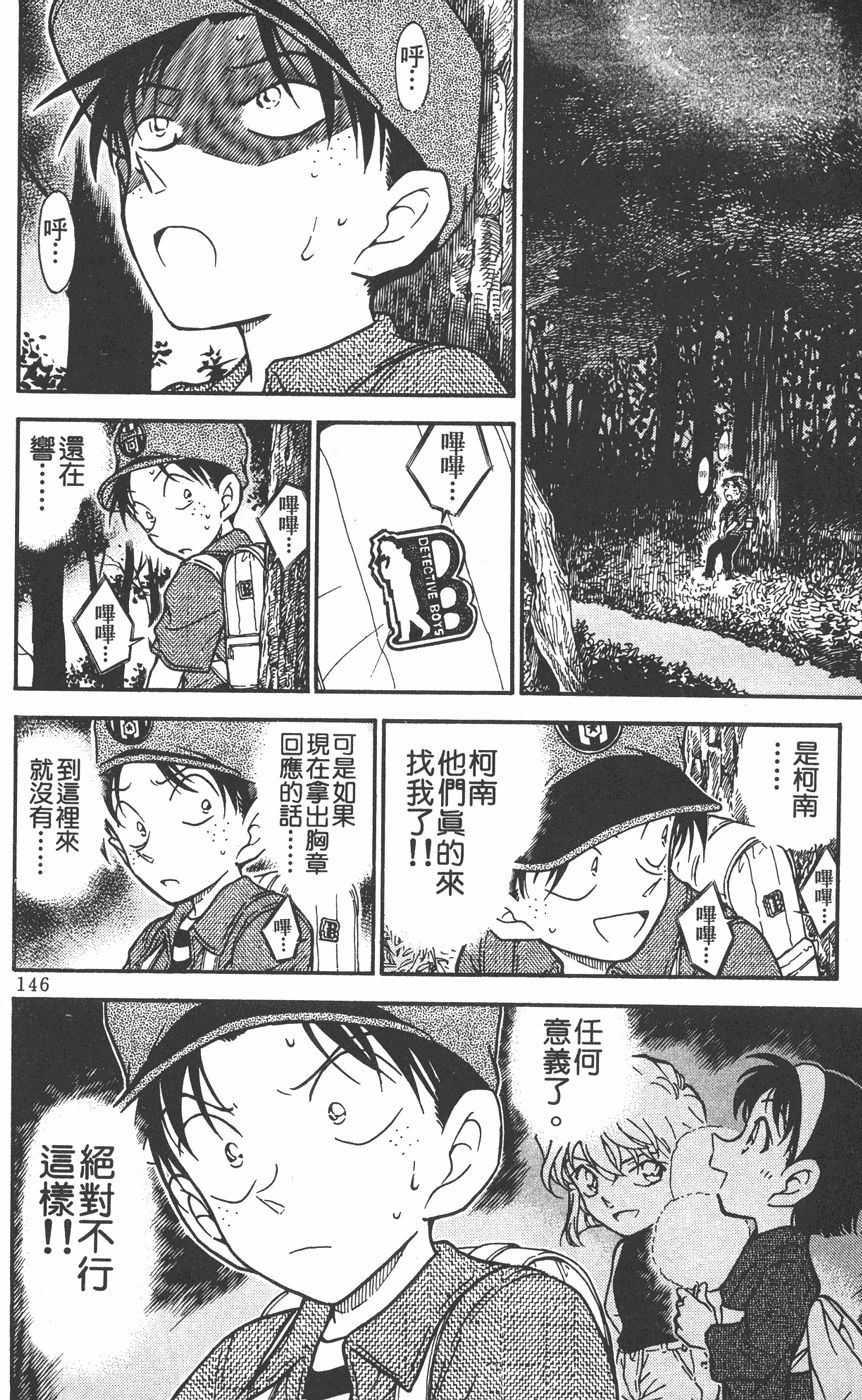 呼…
呼…
嗶嗶…
DETECTIVE BOYS
B
嗶嗶…
還在
響……
嗶嗶…
是柯南
……
嗶嗶…
嗶嗶…
柯南
他們真的來
找我了!!
可是如果
現在拿出胸章
回應的話……
嗶嗶…
到這裡來
就沒有……
146
任何
意義了。
絕對不行
這樣!!